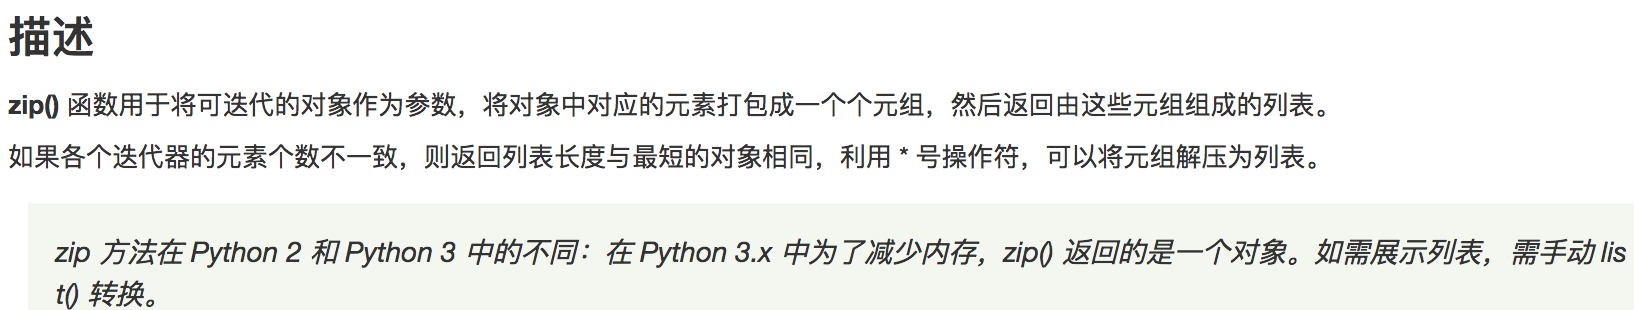 描述
zip() 函数用于将可迭代的对象作为参数，将对象中对应的元素打包成一个个元组，然后返回由这些元组组成的列表。
如果各个迭代器的元素个数不一致，则返回列表长度与最短的对象相同，利用 * 号操作符，可以将元组解压为列表。
zip 方法在 Python 2 和 Python 3 中的不同：在 Python 3.x 中为了减少内存，zip() 返回的是一个对象。如需展示列表，需手动 lis
t() 转换。